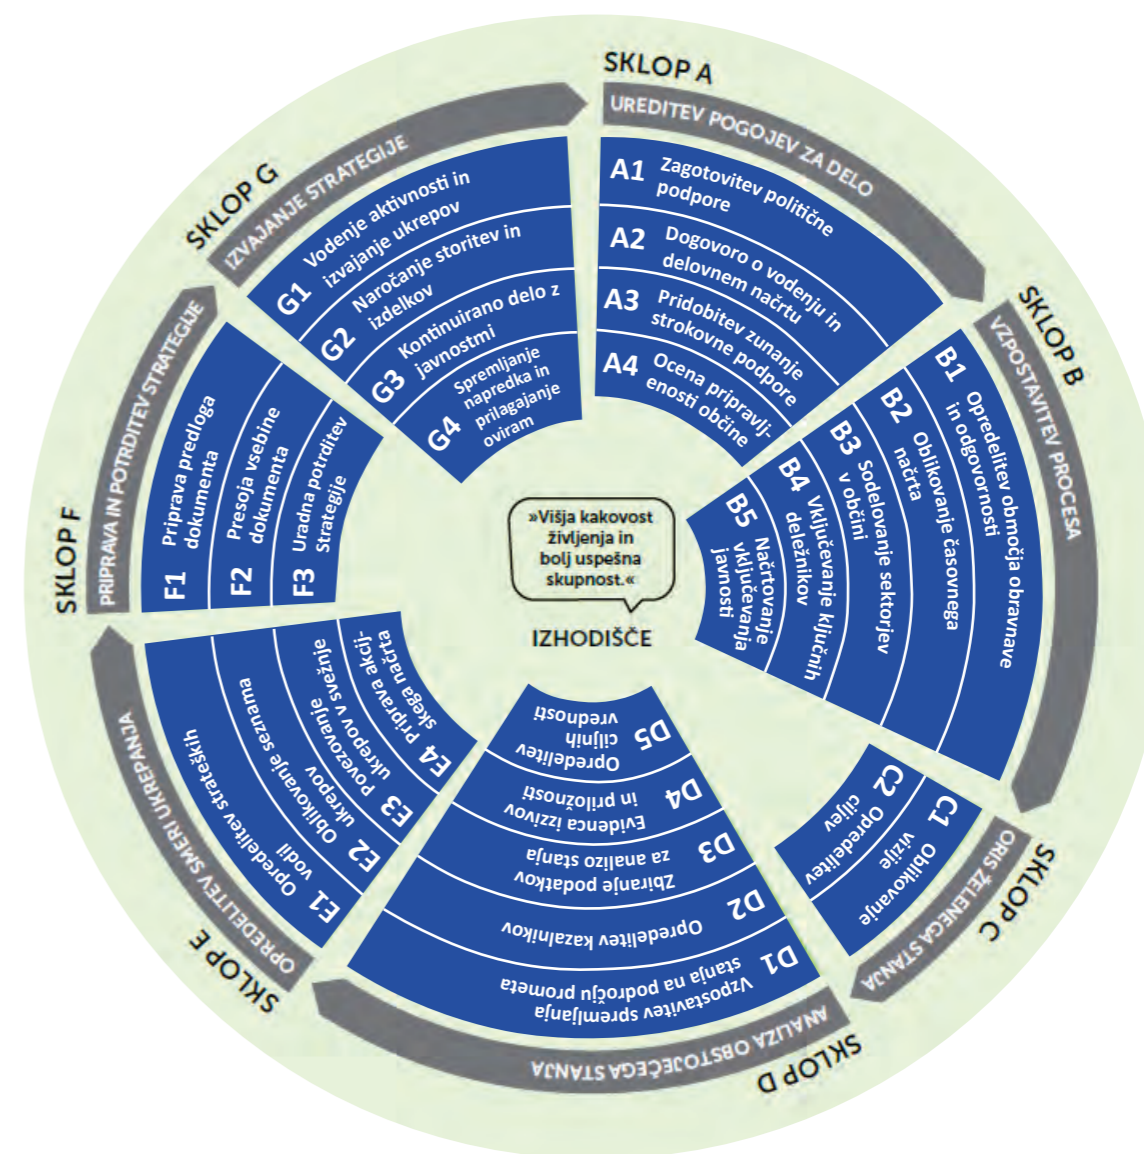 SKLOP A
UREDITEV POGOJEV ZA DELO
A1 Zagotovitev politične
podpore
A2 Dogovoro o vodenju in
delovnem načrtu
A3 Pridobitev zunanje
strokovne podpore
A4 Ocena pripravlj-
enosti občine
SKLOP B
VZPOSTAVITEV PROCESA
B1 Opredelitev območja obravnave
in odgovornosti
B2 Oblikovanje časovnega
načrta
B3 Sodelovanje sektorjev
v občini
B4 Vključevanje ključnih
deležnikov
B5 Načrtovanje
vključevanja
javnosti
SKLOP C
ORIS ŽELENEGA STANJA
C1 Oblikovanje
vizije
C2 Opredelitev
ciljev
SKLOP D
ANALIZA OBSTOJEČEGA STANJA
D1 Vzpostavitev spremljanja
stanja na področju prometa
D2 Opredelitev kazalnikov
D3 Zbiranje podatkov
za analizo stanja
D4 Evidenca izzivov
in priložnosti
D5 Opredelitev
ciljnih
vrednosti
SKLOP E
OPREDELITEV SMERI UKREPANJA
E1 Opredelitev strateških
vodil
E2 Oblikovanje seznama
ukrepov
E3 Povezovanje
ukrepov v svežnje
E4 Priprava akcij-
skega načrta
SKLOP F
PRIPRAVA IN POTRDITEV STRATEGIJE
F1 Priprava predloga
dokumenta
F2 Presoja vsebine
dokumenta
F3 Uradna potrditev
Strategije
SKLOP G
IZVAJANJE STRATEGIJE
G1 Vodenje aktivnosti in
izvajanje ukrepov
G2 Naročanje storitev in
izdelkov
G3 Kontinuirano delo z
javnostmi
G4 Spremljanje
napredka in
prilagajanje
oviram
»Višja kakovost
življenja in
bolj uspešna
skupnost.«
IZHODIŠČE